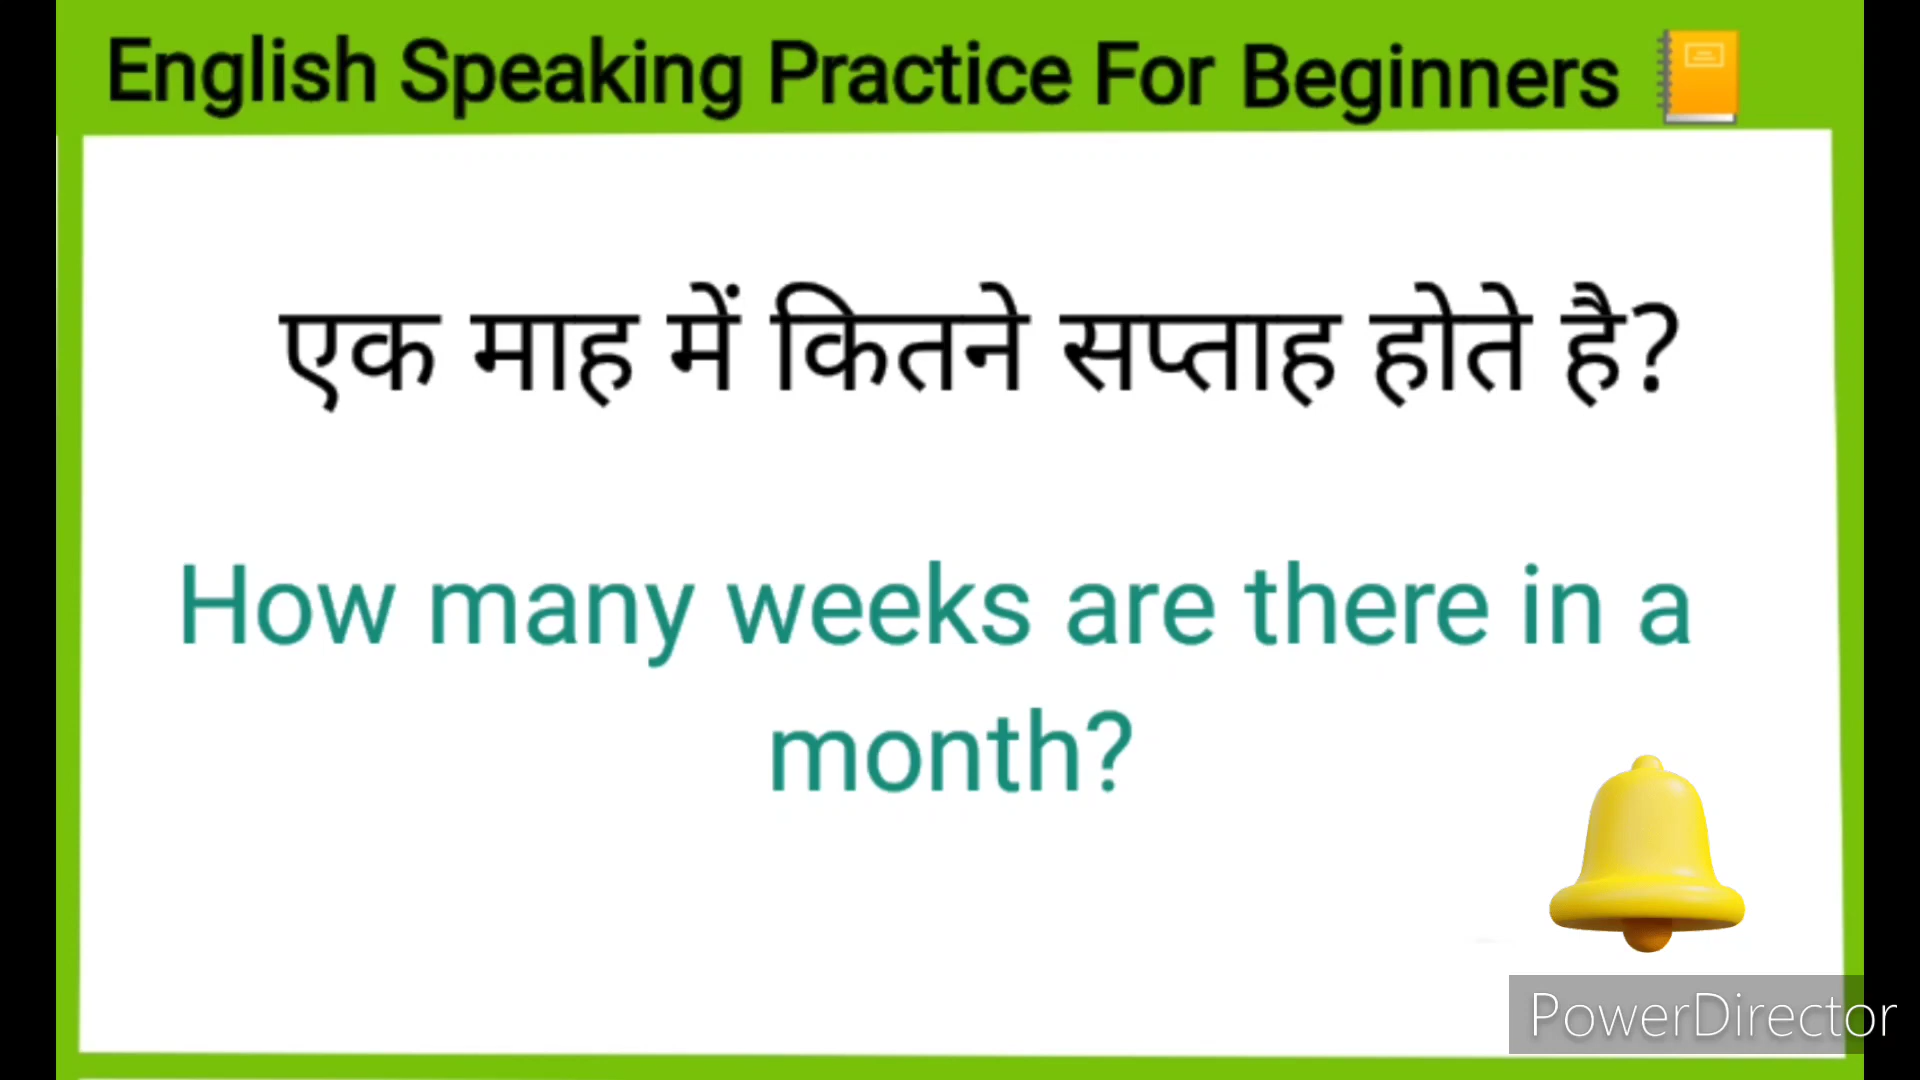 English Speaking Practice For Beginners
एक माह में कितने सप्ताह होते है?
How many weeks are there in a
month?
PowerDirector